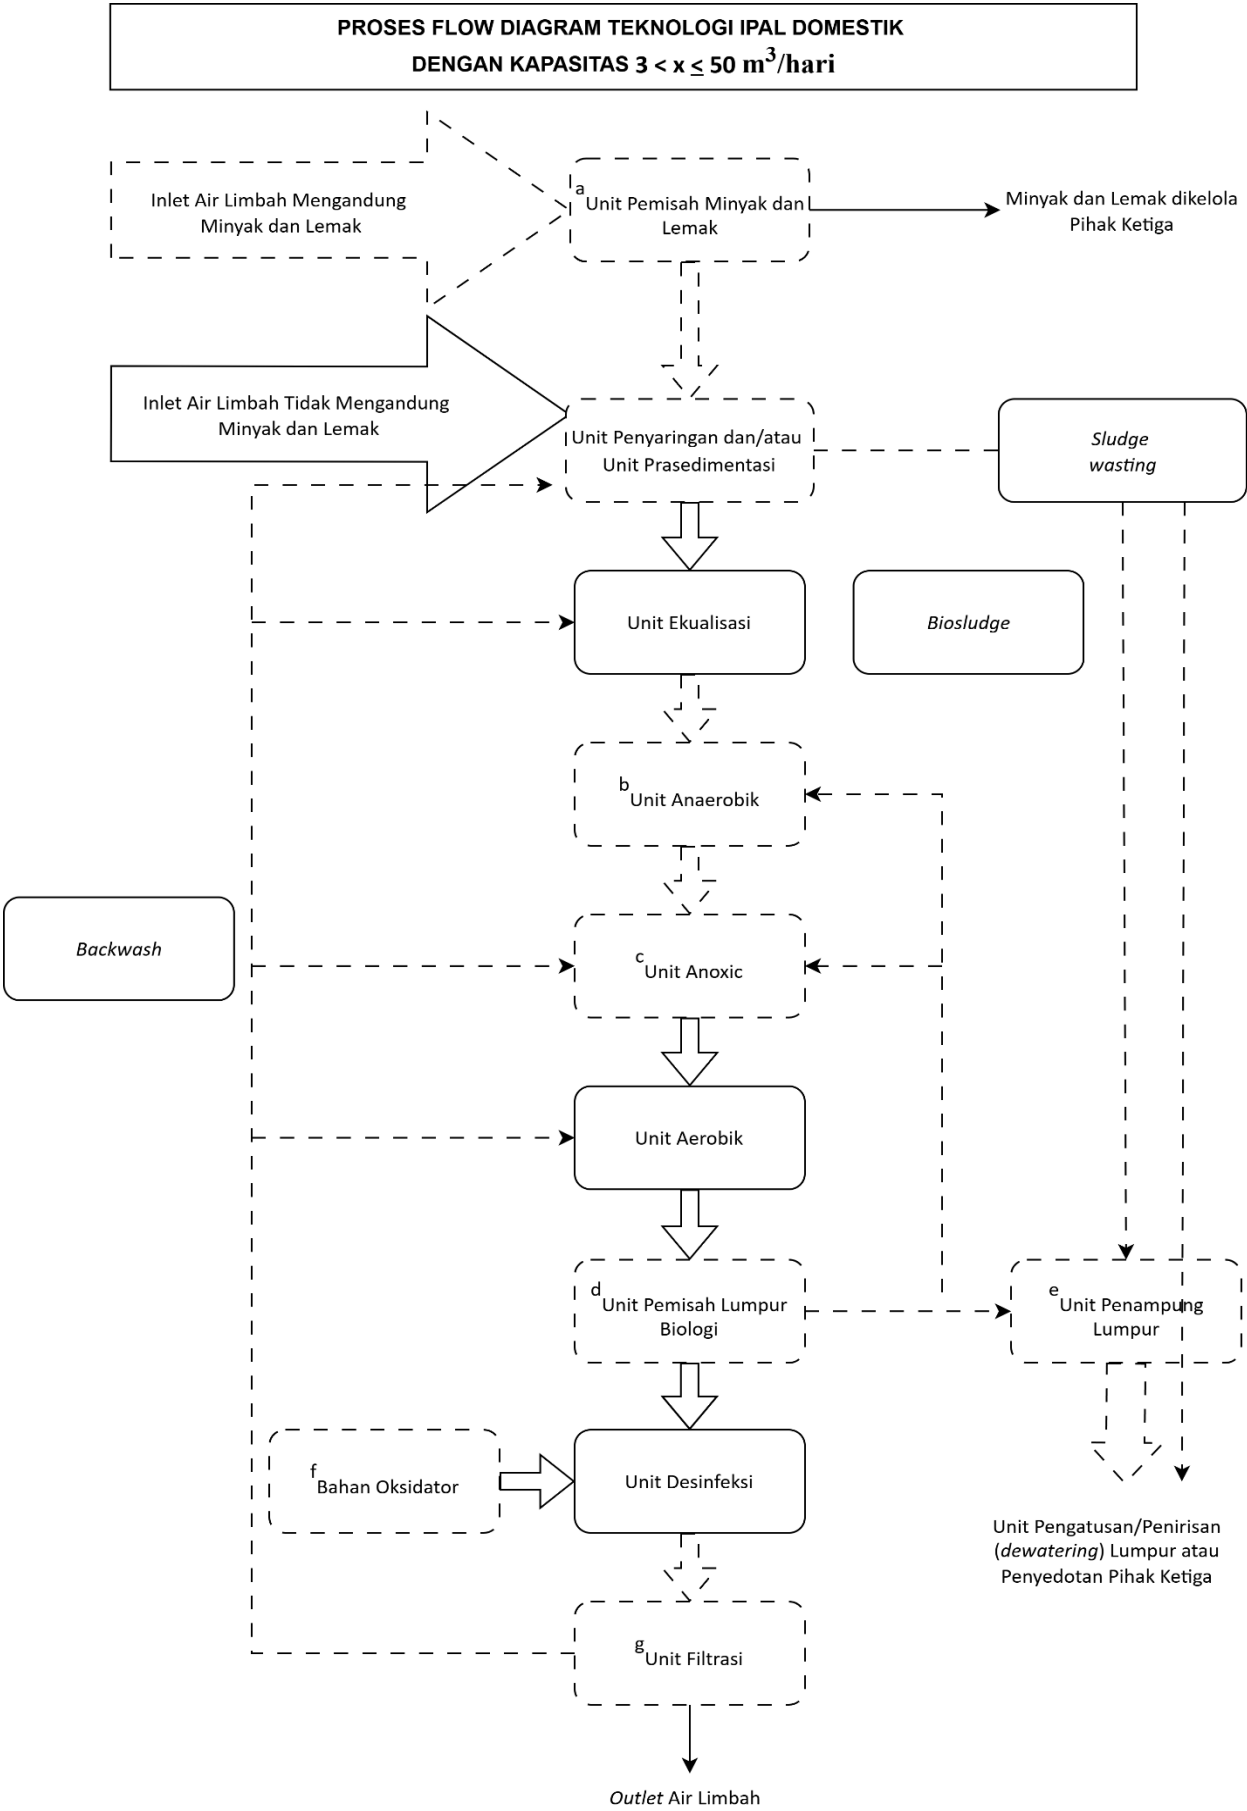 PROSES FLOW DIAGRAM TEKNOLOGI IPAL DOMESTIK
DENGAN KAPASITAS 3 < x ≤ 50 m³/hari
Inlet Air Limbah Mengandung
Minyak dan Lemak
a
Unit Pemisah Minyak dan
Lemak
Minyak dan Lemak dikelola
Pihak Ketiga
Inlet Air Limbah Tidak Mengandung
Minyak dan Lemak
Unit Penyaringan dan/atau
Unit Prasedimentasi
Sludge
wasting
Unit Ekualisasi
Biosludge
b
Unit Anaerobik
Backwash
c
Unit Anoxic
Unit Aerobik
d
Unit Pemisah Lumpur
Biologi
e
Unit Penampung
Lumpur
f
Bahan Oksidator
Unit Desinfeksi
Unit Pengatusan/Penirisan
(dewatering) Lumpur atau
Penyedotan Pihak Ketiga
g
Unit Filtrasi
Outlet Air Limbah